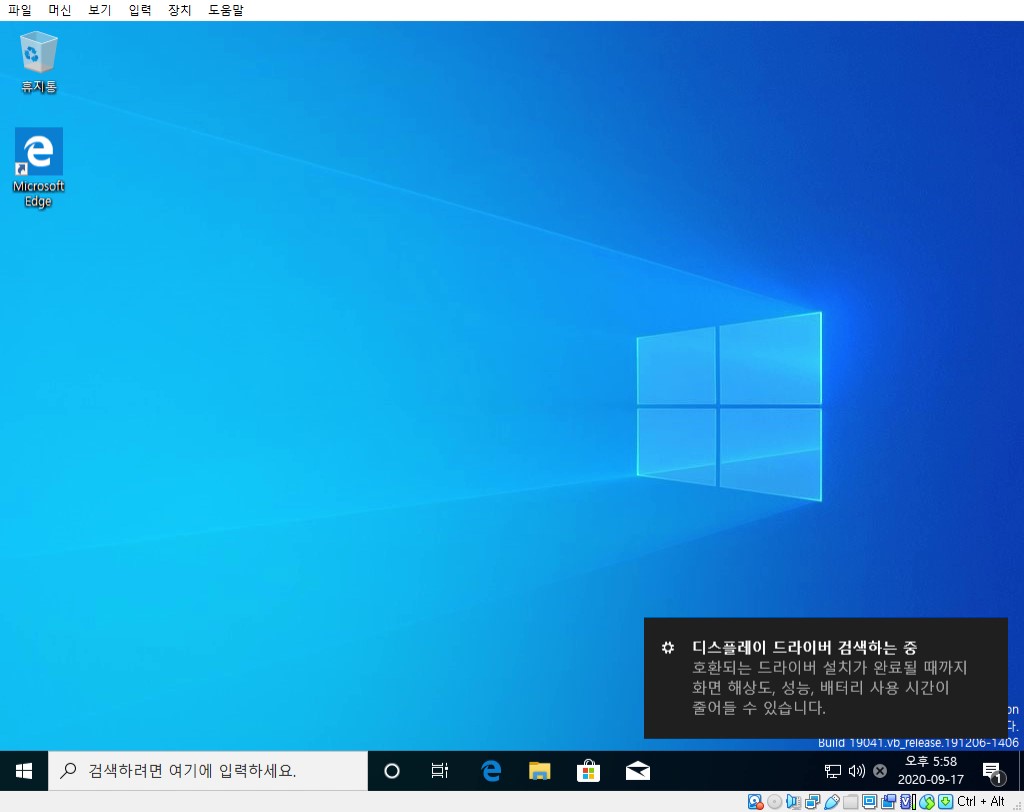 파일 머신 보기 입력 장치 도움말
휴지통
Microsoft
Edge
디스플레이 드라이버 검색하는 중
호환되는 드라이버 설치가 완료될 때까지
화면 해상도, 성능, 배터리 사용 시간이
줄어들 수 있습니다.
on
다.
Build 19041.vb_release.191206-1406
검색하려면 여기에 입력하세요.
오후 5:58
2020-09-17
1
Ctrl + Alt